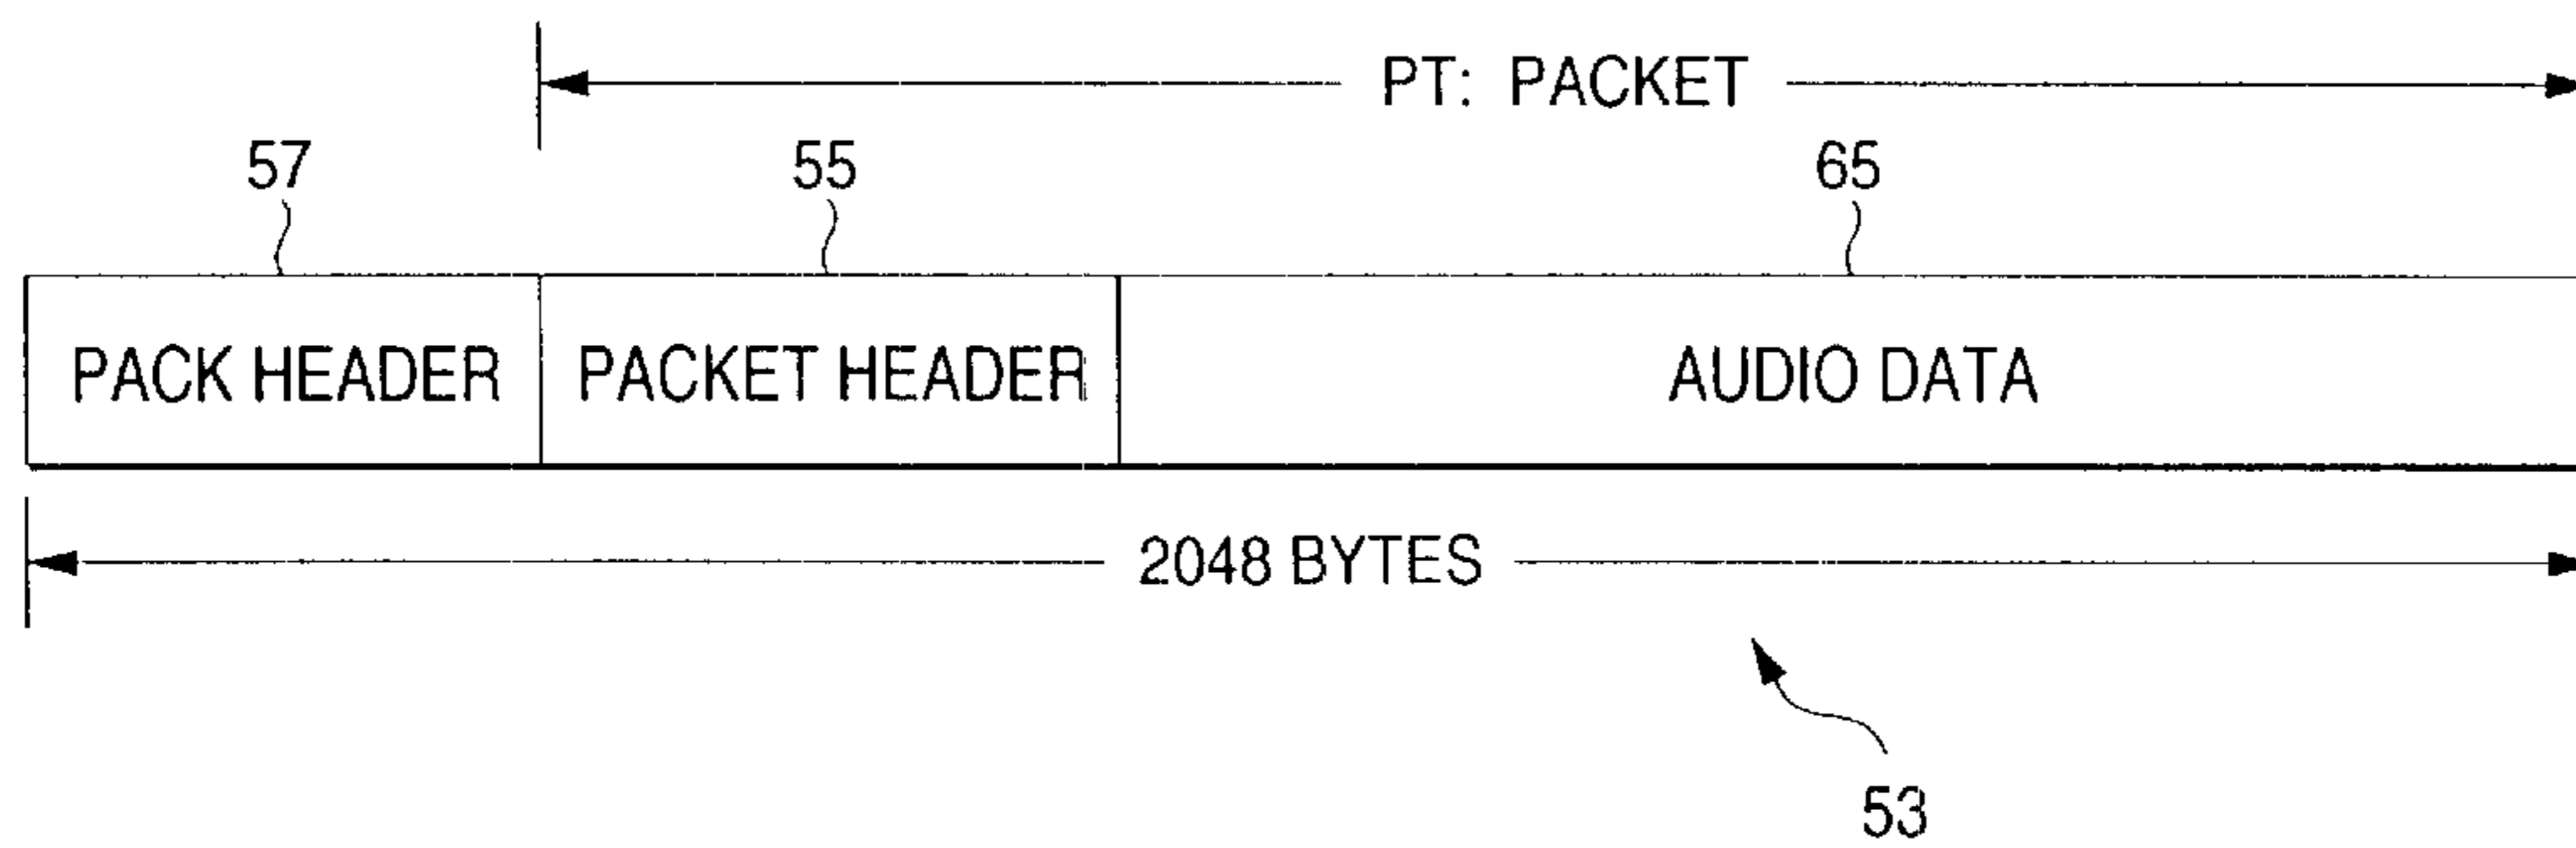 PT: PACKET
57 55 65
PACK HEADER PACKET HEADER AUDIO DATA
2048 BYTES
53